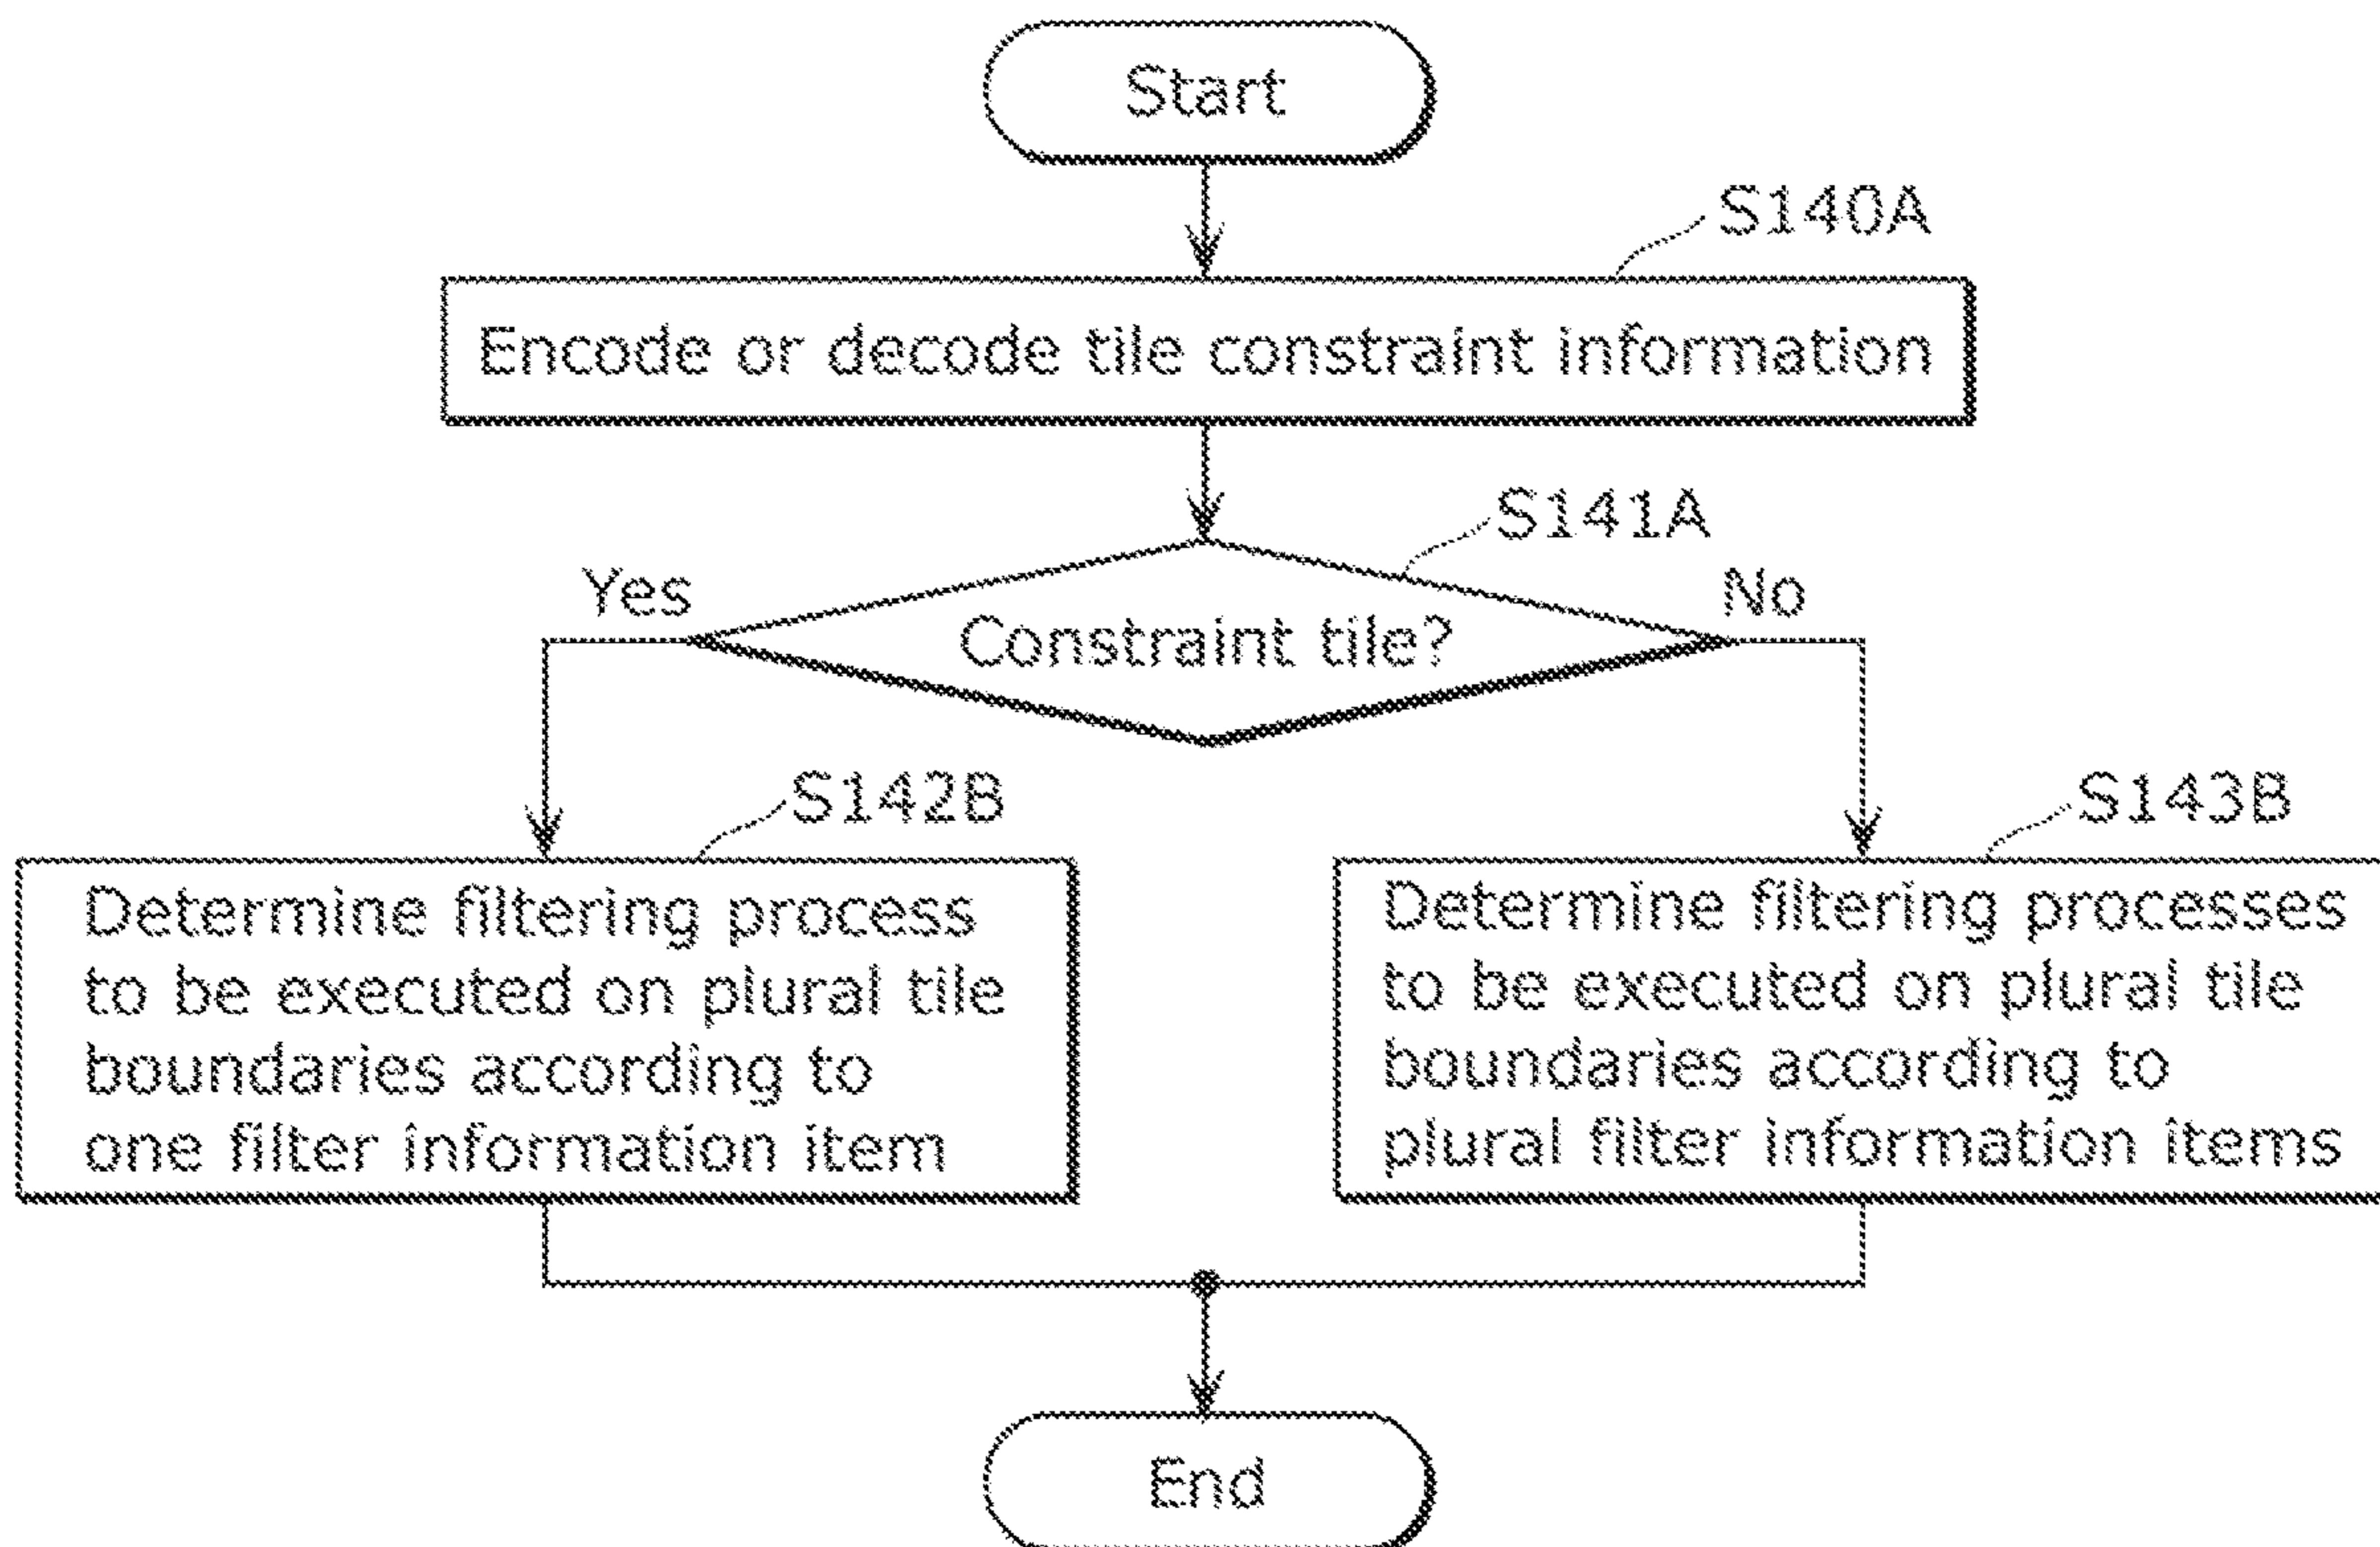 Start
S140A
Encode or decode tile constraint information
S141A
Yes
No
Constraint tile?
S142B
S143B
Determine filtering process
to be executed on plural tile
boundaries according to
one filter information item
Determine filtering processes
to be executed on plural tile
boundaries according to
plural filter information items
End